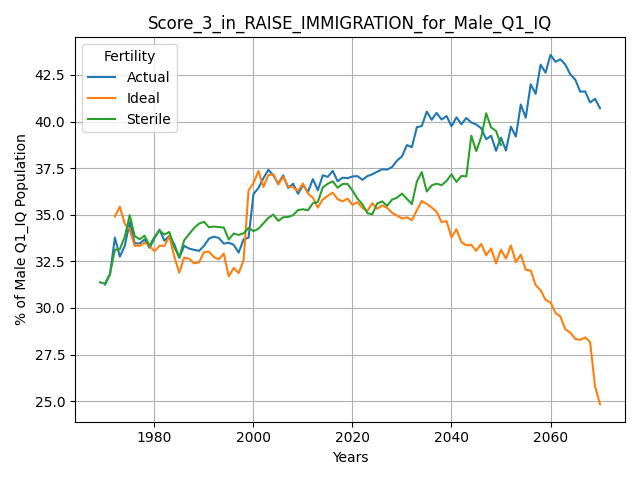 Score_3_in_RAISE_IMMIGRATION_for_Male_Q1_IQ
Fertility
Actual
Ideal
Sterile
% of Male Q1_IQ Population
42.5
40.0
37.5
35.0
32.5
30.0
27.5
25.0
1980
2000
2020
2040
2060
Years